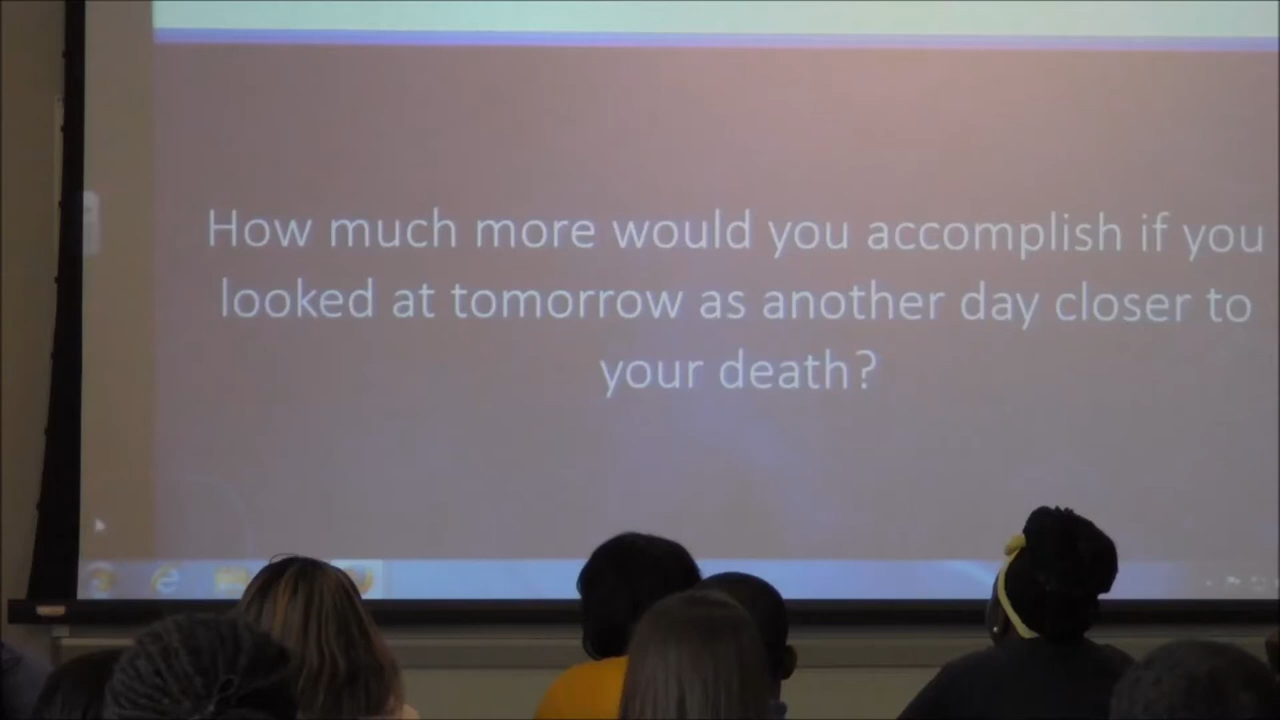 How much more would you accomplish if you
looked at tomorrow as another day closer to
your death?